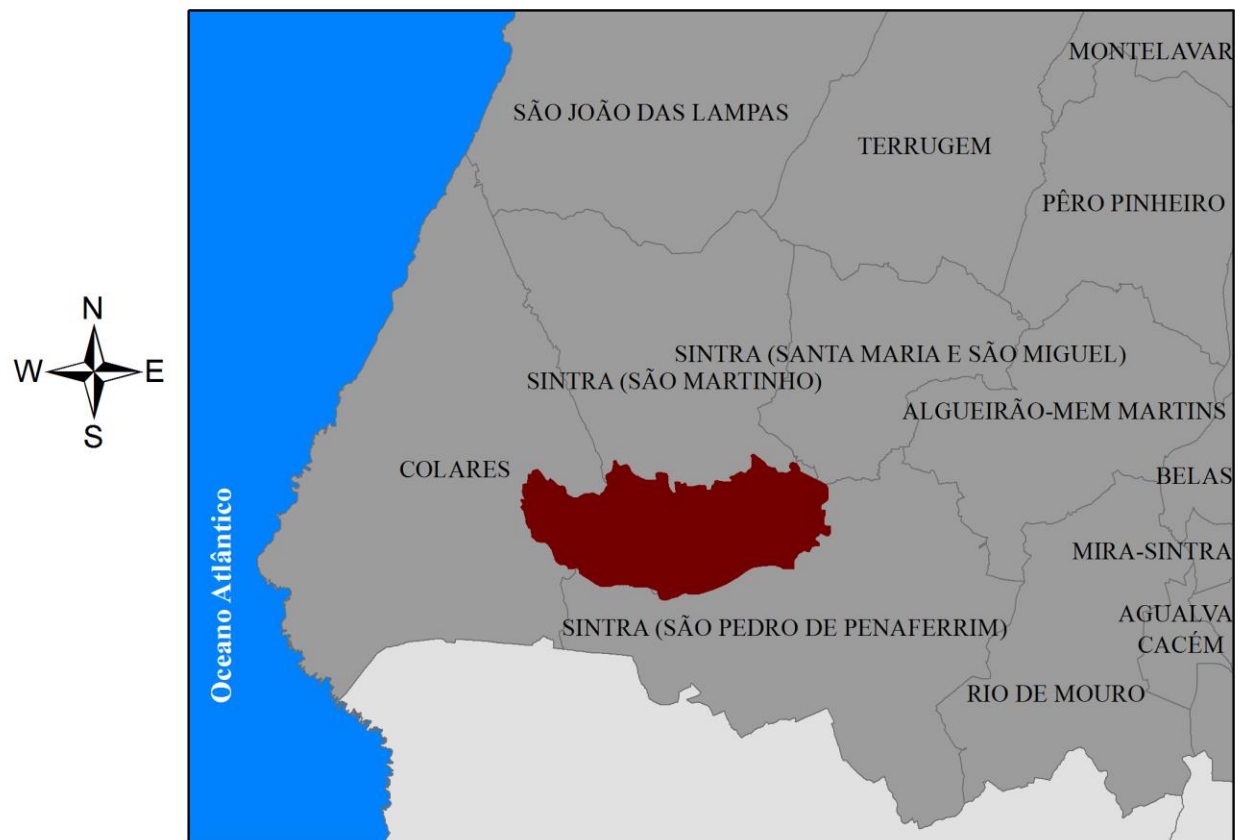 MONTELAVAR
SÃO JOÃO DAS LAMPAS
TERRUGEM
PÊRO PINHEIRO
N
W
E
S
SINTRA (SANTA MARIA E SÃO MIGUEL)
SINTRA (SÃO MARTINHO)
ALGUEIRÃO-MEM MARTINS
COLARES
BELAS
Oceano Atlântico
MIRA-SINTRA
AGUALVA
CACÉM
SINTRA (SÃO PEDRO DE PENAFERRIM)
RIO DE MOURO